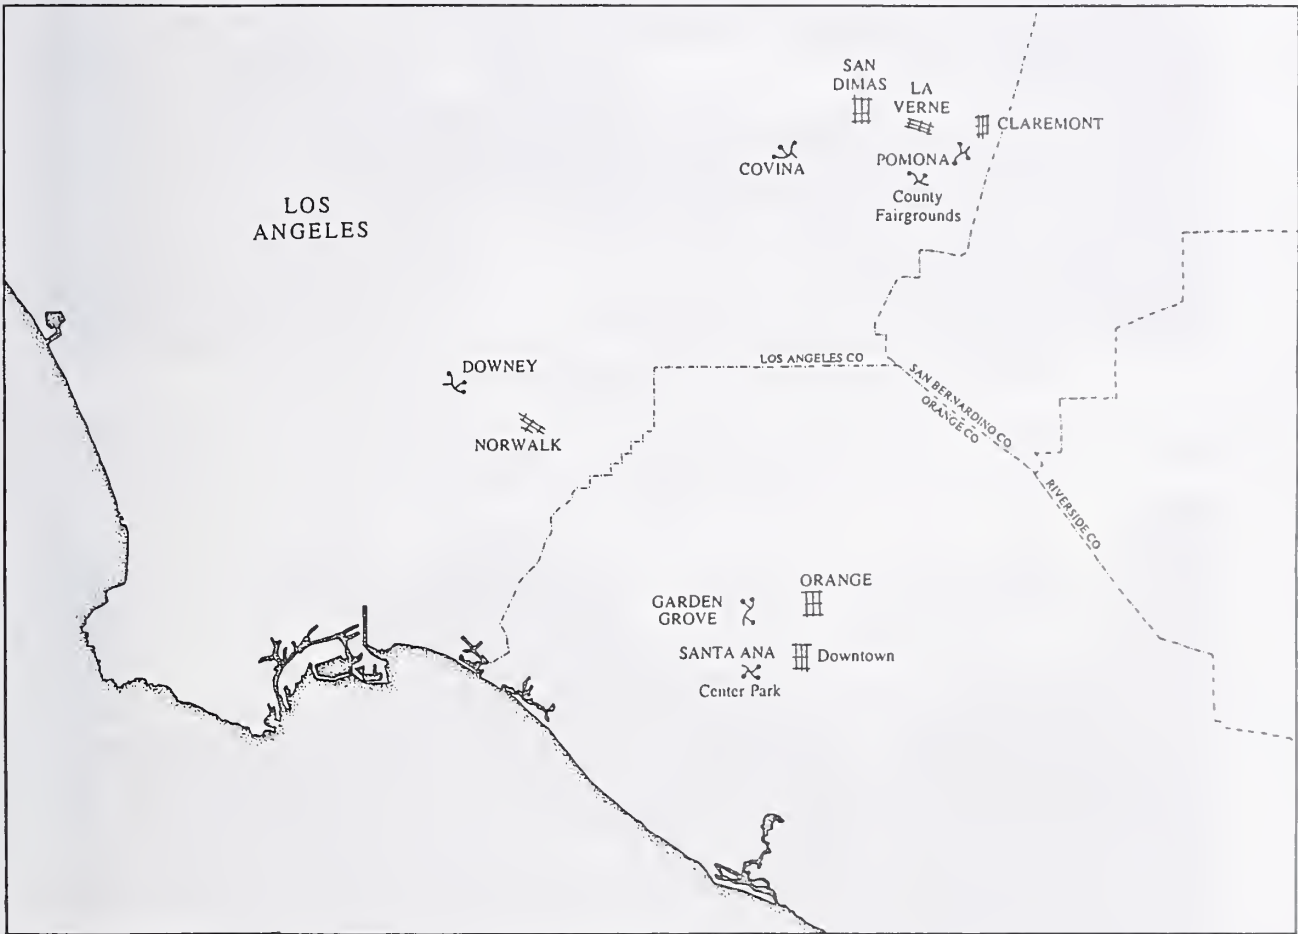 SAN
DIMAS
LA
VERNE
CLAREMONT
COVINA
POMONA
County
Fairgrounds
LOS
ANGELES
DOWNEY
NORWALK
LOS ANGELES CO
SAN BERNARDINO CO
ORANGE CO
RIVERSIDE CO
ORANGE
GARDEN
GROVE
SANTA ANA
Downtown
Center Park